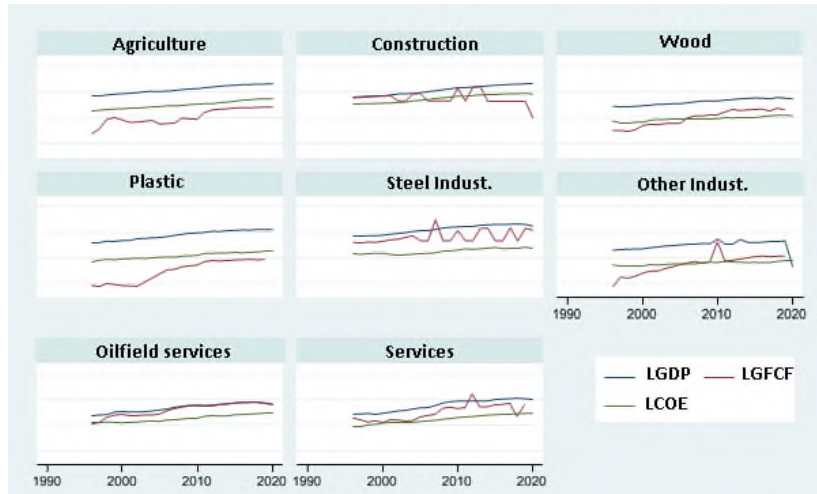 Agriculture
Construction
Wood
Plastic
Steel Indust.
Other Indust.
1990 2000 2010 2020
Oilfield services
Services
LGDP LGFCF
LCOE
1990 2000 2010 2020
1990 2000 2010 2020